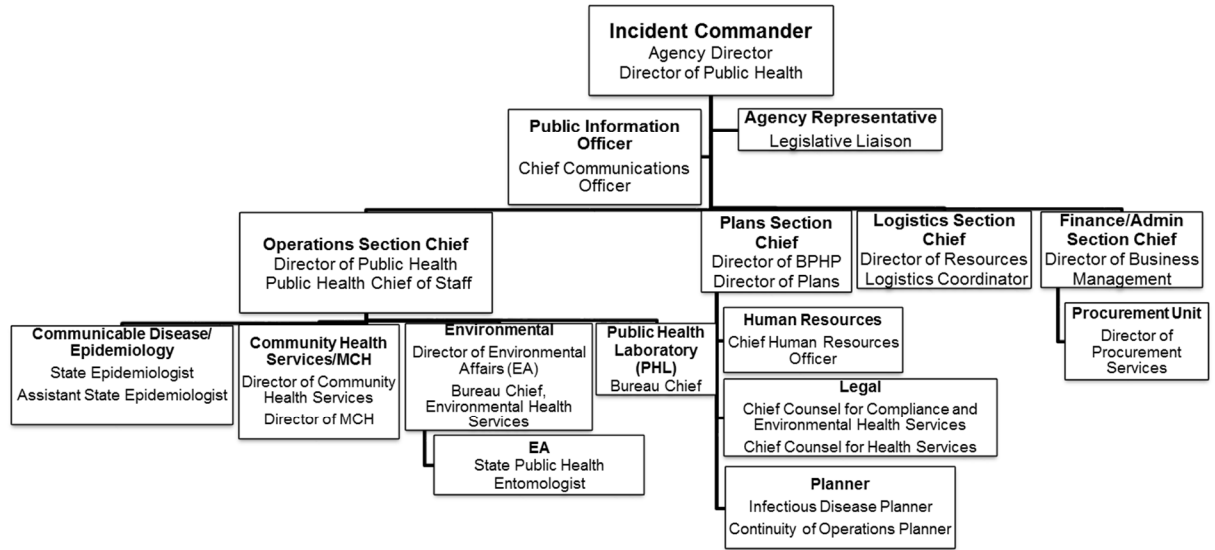 Incident Commander
Agency Director
Director of Public Health
Public Information
Officer
Chief Communications
Officer
Agency Representative
Legislative Liaison
Operations Section Chief
Director of Public Health
Public Health Chief of Staff
Plans Section
Chief
Director of BPHP
Director of Plans
Logistics Section
Chief
Director of Resources
Logistics Coordinator
Finance/Admin
Section Chief
Director of Business
Management
Communicable Disease/
Epidemiology
State Epidemiologist
Assistant State Epidemiologist
Community Health
Services/MCH
Director of Community
Health Services
Director of MCH
Environmental
Director of Environmental
Affairs (EA)
Bureau Chief,
Environmental Health
Services
EA
State Public Health
Entomologist
Public Health
Laboratory
(PHL)
Bureau Chief
Human Resources
Chief Human Resources
Officer
Legal
Chief Counsel for Compliance and
Environmental Health Services
Chief Counsel for Health Services
Planner
Infectious Disease Planner
Continuity of Operations Planner
Procurement Unit
Director of
Procurement
Services